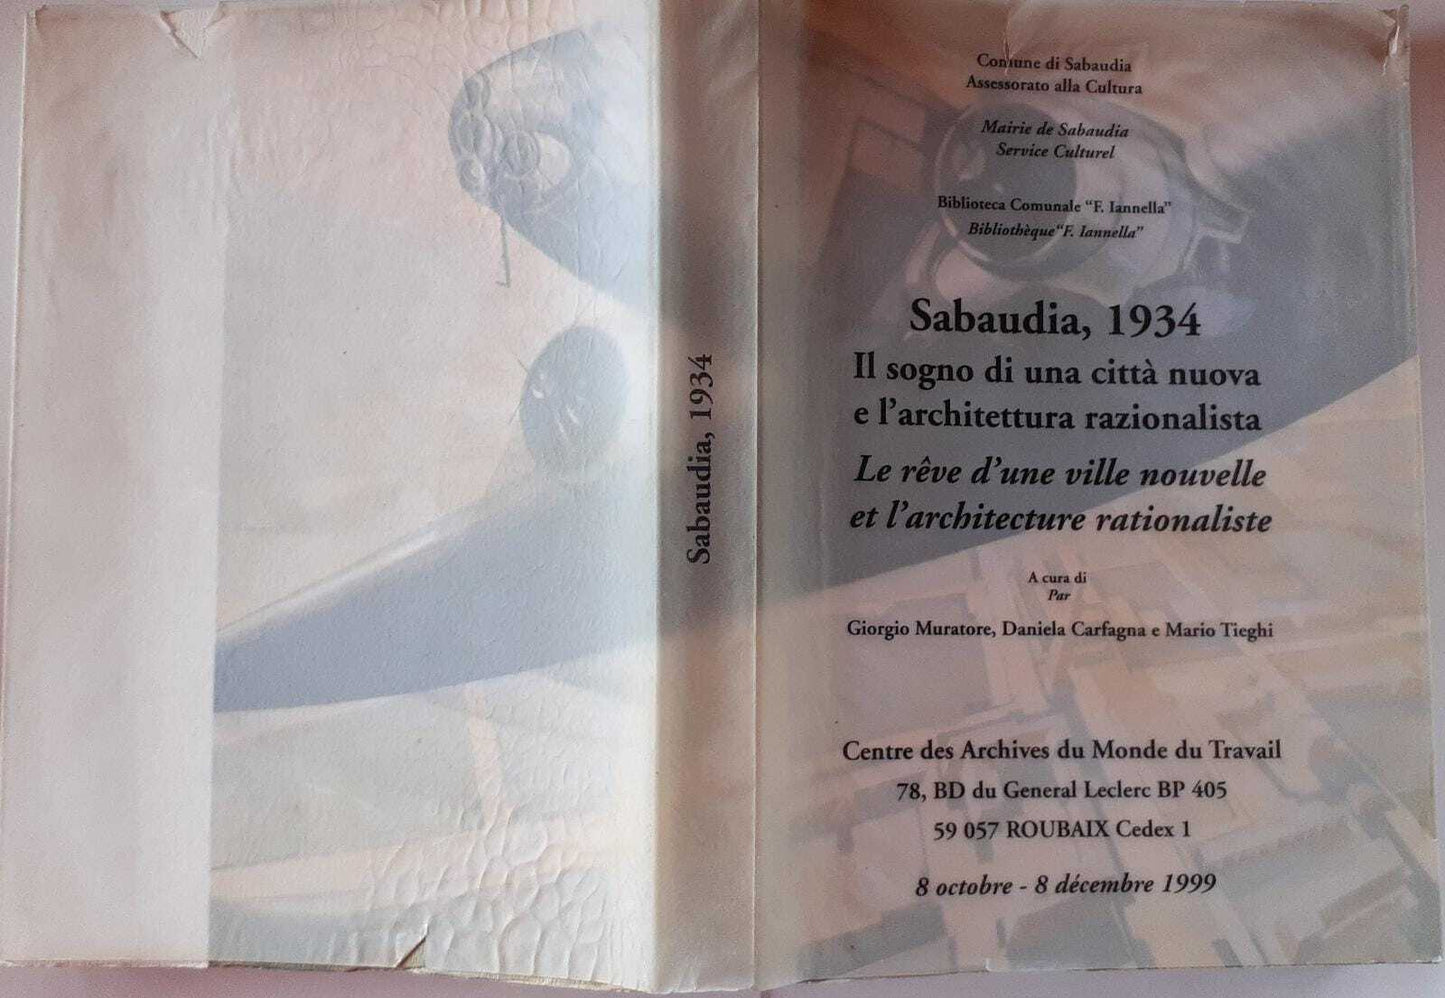 Sabaudia, 1934
Comune di Sabaudia
Assessorato alla Cultura
Mairie de Sabaudia
Service Culturel
Biblioteca Comunale “F. Iannella”
Bibliothèque“F. Iannella”
Sabaudia, 1934
Il sogno di una città nuova
e l’architettura razionalista
Le rêve d’une ville nouvelle
et l’architecture rationaliste
A cura di
Par
Giorgio Muratore, Daniela Carfagna e Mario Tieghi
Centre des Archives du Monde du Travail
78, BD du General Leclerc BP 405
59 057 ROUBAIX Cedex 1
8 octobre - 8 décembre 1999